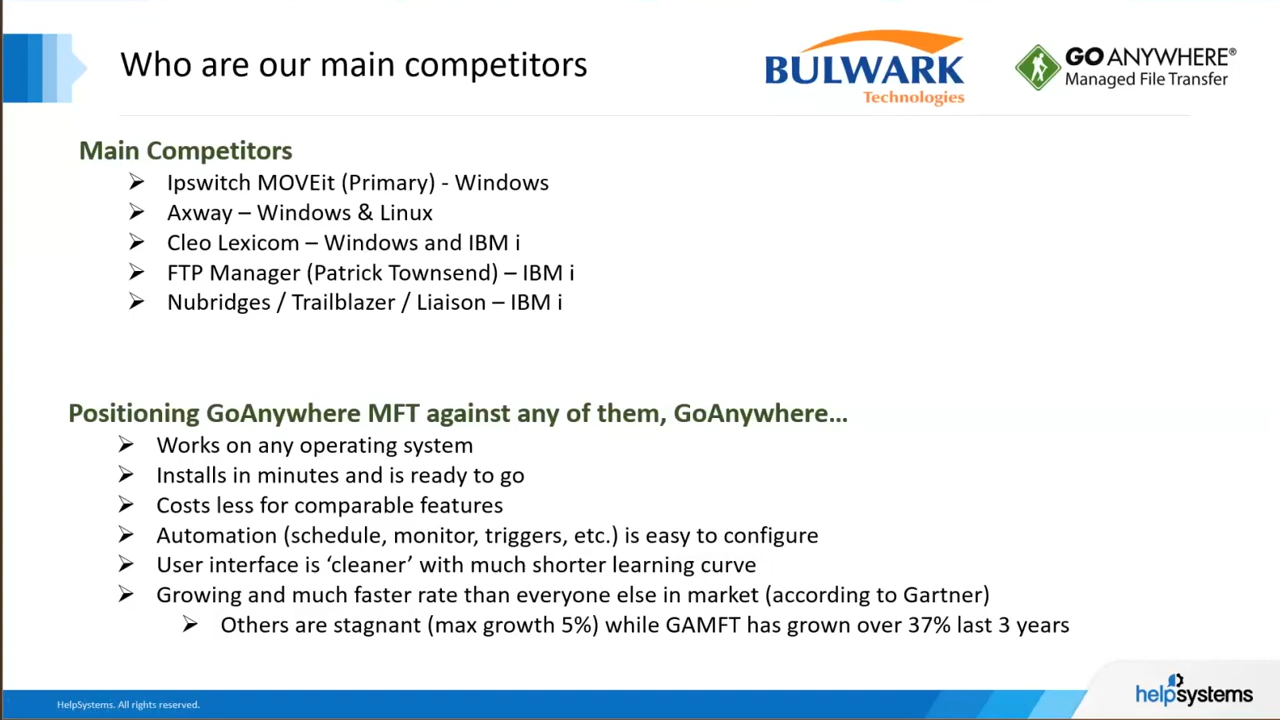 Who are our main competitors
BULWARK
Technologies
GO ANYWHERE®
Managed File Transfer
Main Competitors
Ipswitch MOVEit (Primary) - Windows
Axway – Windows & Linux
Cleo Lexicom – Windows and IBM i
FTP Manager (Patrick Townsend) – IBM i
Nubridges / Trailblazer / Liaison – IBM i
Positioning GoAnywhere MFT against any of them, GoAnywhere…
Works on any operating system
Installs in minutes and is ready to go
Costs less for comparable features
Automation (schedule, monitor, triggers, etc.) is easy to configure
User interface is ‘cleaner’ with much shorter learning curve
Growing and much faster rate than everyone else in market (according to Gartner)
Others are stagnant (max growth 5%) while GAMFT has grown over 37% last 3 years
HelpSystems. All rights reserved.
helpsystems